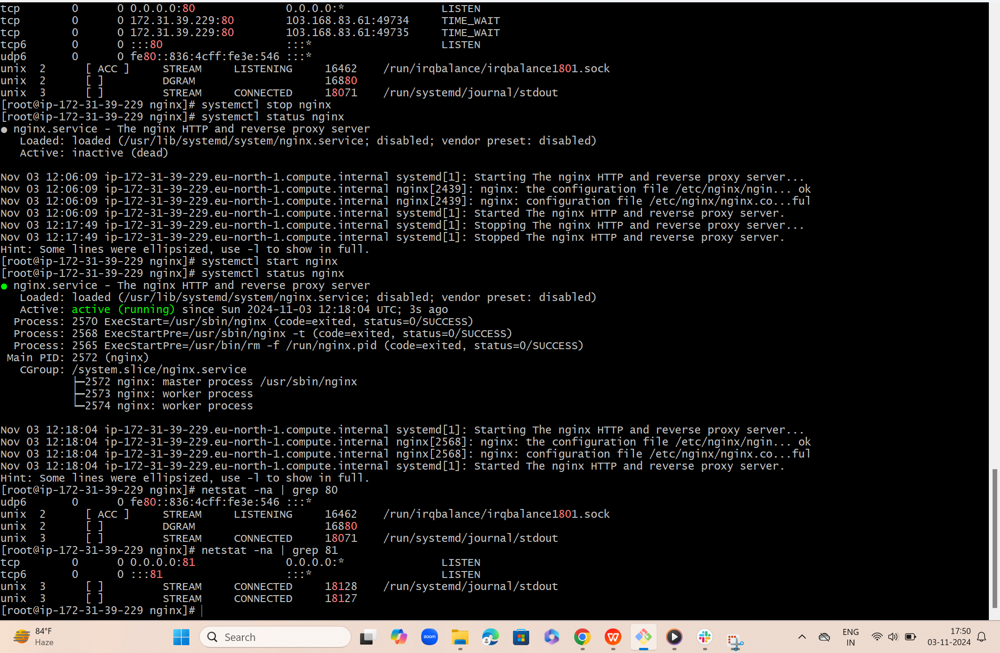 tcp        0      0 0.0.0.0:80              0.0.0.0:*               LISTEN
tcp        0      0 172.31.39.229:80        103.168.83.61:49734     TIME_WAIT
tcp        0      0 172.31.39.229:80        103.168.83.61:49735     TIME_WAIT
tcp6       0      0 :::80                   :::*                    LISTEN
udp6       0      0 fe80::836:4cff:fe3e:546 :::*
unix  2      [ ACC ]     STREAM     LISTENING     16462    /run/irqbalance/irqbalance1801.sock
unix  2      [ ]         DGRAM                    16880
unix  3      [ ]         STREAM     CONNECTED     18071    /run/systemd/journal/stdout
[root@ip-172-31-39-229 nginx]# systemctl stop nginx
[root@ip-172-31-39-229 nginx]# systemctl status nginx
● nginx.service - The nginx HTTP and reverse proxy server
   Loaded: loaded (/usr/lib/systemd/system/nginx.service; disabled; vendor preset: disabled)
   Active: inactive (dead)

Nov 03 12:06:09 ip-172-31-39-229.eu-north-1.compute.internal systemd[1]: Starting The nginx HTTP and reverse proxy server...
Nov 03 12:06:09 ip-172-31-39-229.eu-north-1.compute.internal nginx[2439]: nginx: the configuration file /etc/nginx/ngin... ok
Nov 03 12:06:09 ip-172-31-39-229.eu-north-1.compute.internal nginx[2439]: nginx: configuration file /etc/nginx/nginx.co...ful
Nov 03 12:06:09 ip-172-31-39-229.eu-north-1.compute.internal systemd[1]: Started The nginx HTTP and reverse proxy server.
Nov 03 12:17:49 ip-172-31-39-229.eu-north-1.compute.internal systemd[1]: Stopping The nginx HTTP and reverse proxy server...
Nov 03 12:17:49 ip-172-31-39-229.eu-north-1.compute.internal systemd[1]: Stopped The nginx HTTP and reverse proxy server.
Hint: Some lines were ellipsized, use -l to show in full.
[root@ip-172-31-39-229 nginx]# systemctl start nginx
[root@ip-172-31-39-229 nginx]# systemctl status nginx
● nginx.service - The nginx HTTP and reverse proxy server
   Loaded: loaded (/usr/lib/systemd/system/nginx.service; disabled; vendor preset: disabled)
   Active: active (running) since Sun 2024-11-03 12:18:04 UTC; 3s ago
  Process: 2570 ExecStart=/usr/sbin/nginx (code=exited, status=0/SUCCESS)
  Process: 2568 ExecStartPre=/usr/sbin/nginx -t (code=exited, status=0/SUCCESS)
  Process: 2565 ExecStartPre=/usr/bin/rm -f /run/nginx.pid (code=exited, status=0/SUCCESS)
 Main PID: 2572 (nginx)
   CGroup: /system.slice/nginx.service
           ├─2572 nginx: master process /usr/sbin/nginx
           ├─2573 nginx: worker process
           └─2574 nginx: worker process

Nov 03 12:18:04 ip-172-31-39-229.eu-north-1.compute.internal systemd[1]: Starting The nginx HTTP and reverse proxy server...
Nov 03 12:18:04 ip-172-31-39-229.eu-north-1.compute.internal nginx[2568]: nginx: the configuration file /etc/nginx/ngin... ok
Nov 03 12:18:04 ip-172-31-39-229.eu-north-1.compute.internal nginx[2568]: nginx: configuration file /etc/nginx/nginx.co...ful
Nov 03 12:18:04 ip-172-31-39-229.eu-north-1.compute.internal systemd[1]: Started The nginx HTTP and reverse proxy server.
Hint: Some lines were ellipsized, use -l to show in full.
[root@ip-172-31-39-229 nginx]# netstat -na | grep 80
udp6       0      0 fe80::836:4cff:fe3e:546 :::*
unix  2      [ ACC ]     STREAM     LISTENING     16462    /run/irqbalance/irqbalance1801.sock
unix  2      [ ]         DGRAM                    16880
unix  3      [ ]         STREAM     CONNECTED     18071    /run/systemd/journal/stdout
[root@ip-172-31-39-229 nginx]# netstat -na | grep 81
tcp        0      0 0.0.0.0:81              0.0.0.0:*               LISTEN
tcp6       0      0 :::81                   :::*                    LISTEN
unix  3      [ ]         STREAM     CONNECTED     18128    /run/systemd/journal/stdout
unix  3      [ ]         STREAM     CONNECTED     18127
[root@ip-172-31-39-229 nginx]#
84°F
Haze
Search
zoom
ENG
IN
17:50
03-11-2024